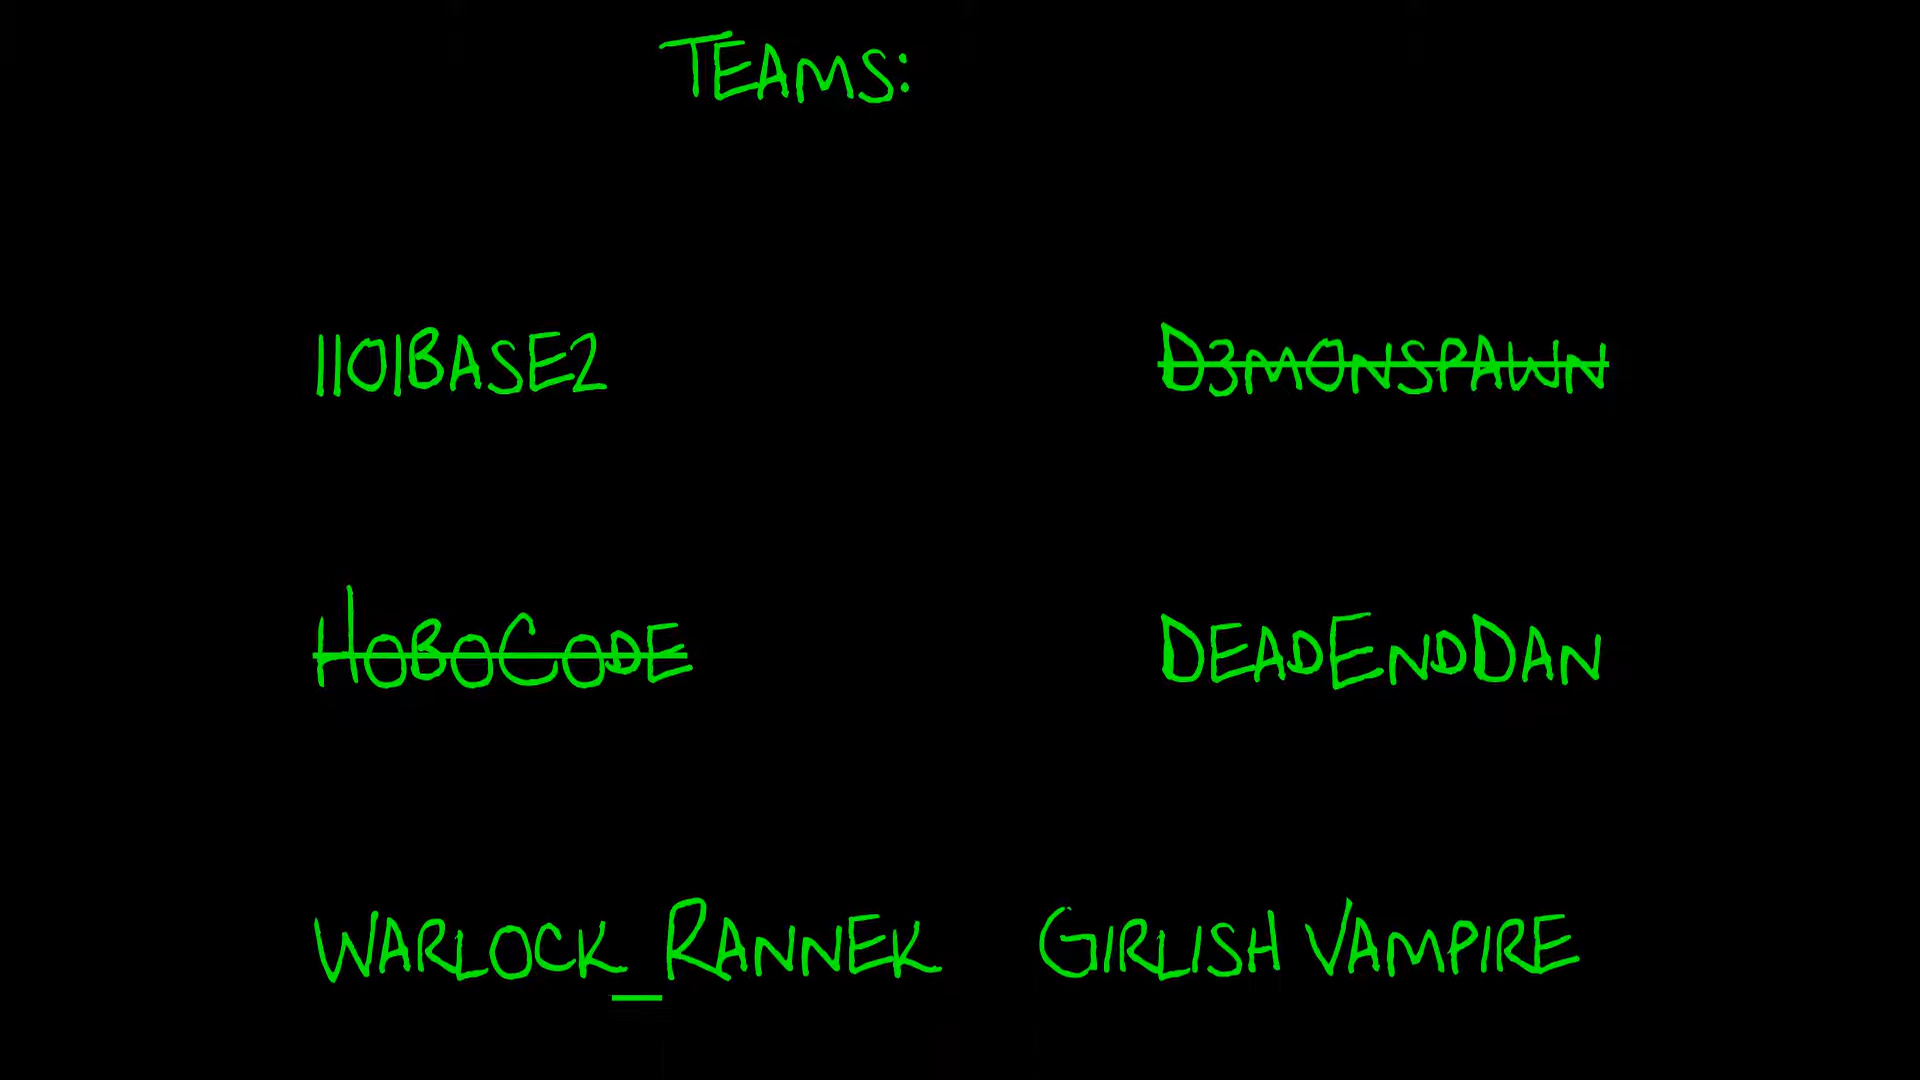 TEAMS:
1101BASE2
D3MONSPAWN
HOBOCODE
DEADENDDAN
WARLOCK_RANNEK
GIRLISH VAMPIRE